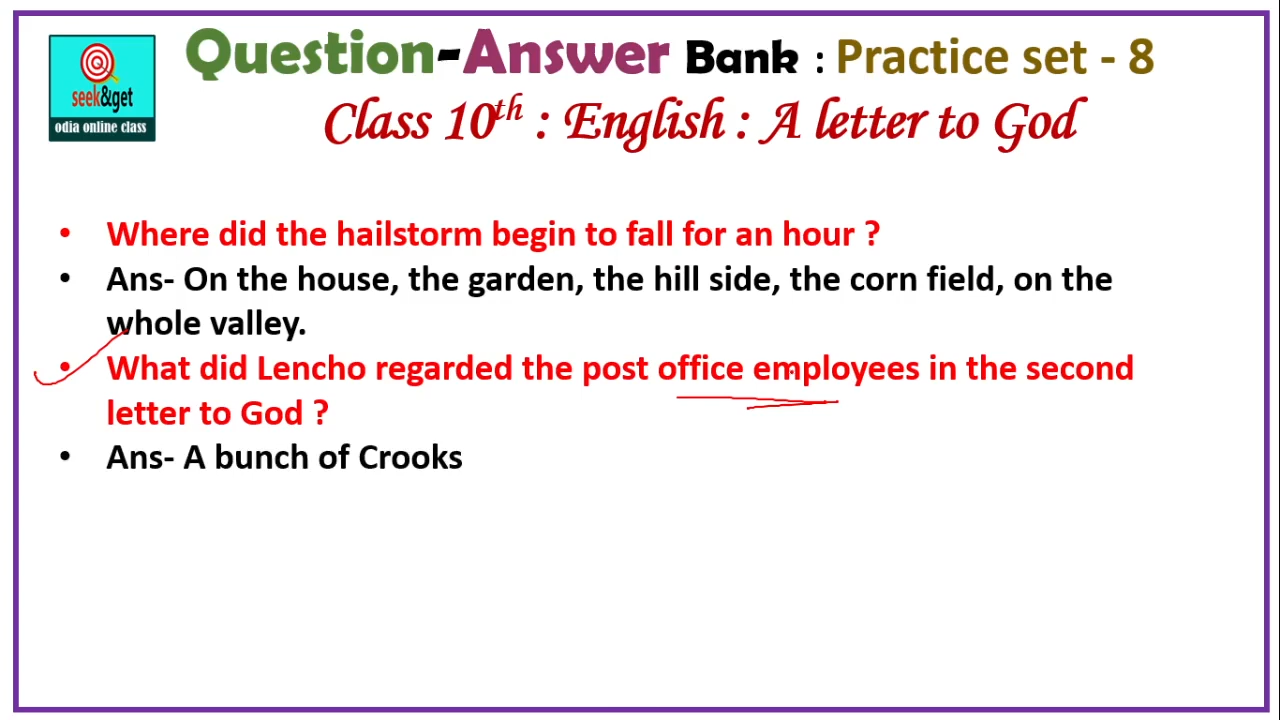 Question-Answer Bank : Practice set - 8
seek&get
odia online class
Class 10th : English : A letter to God
• Where did the hailstorm begin to fall for an hour ?
• Ans- On the house, the garden, the hill side, the corn field, on the
whole valley.
• What did Lencho regarded the post office employees in the second
letter to God ?
• Ans- A bunch of Crooks